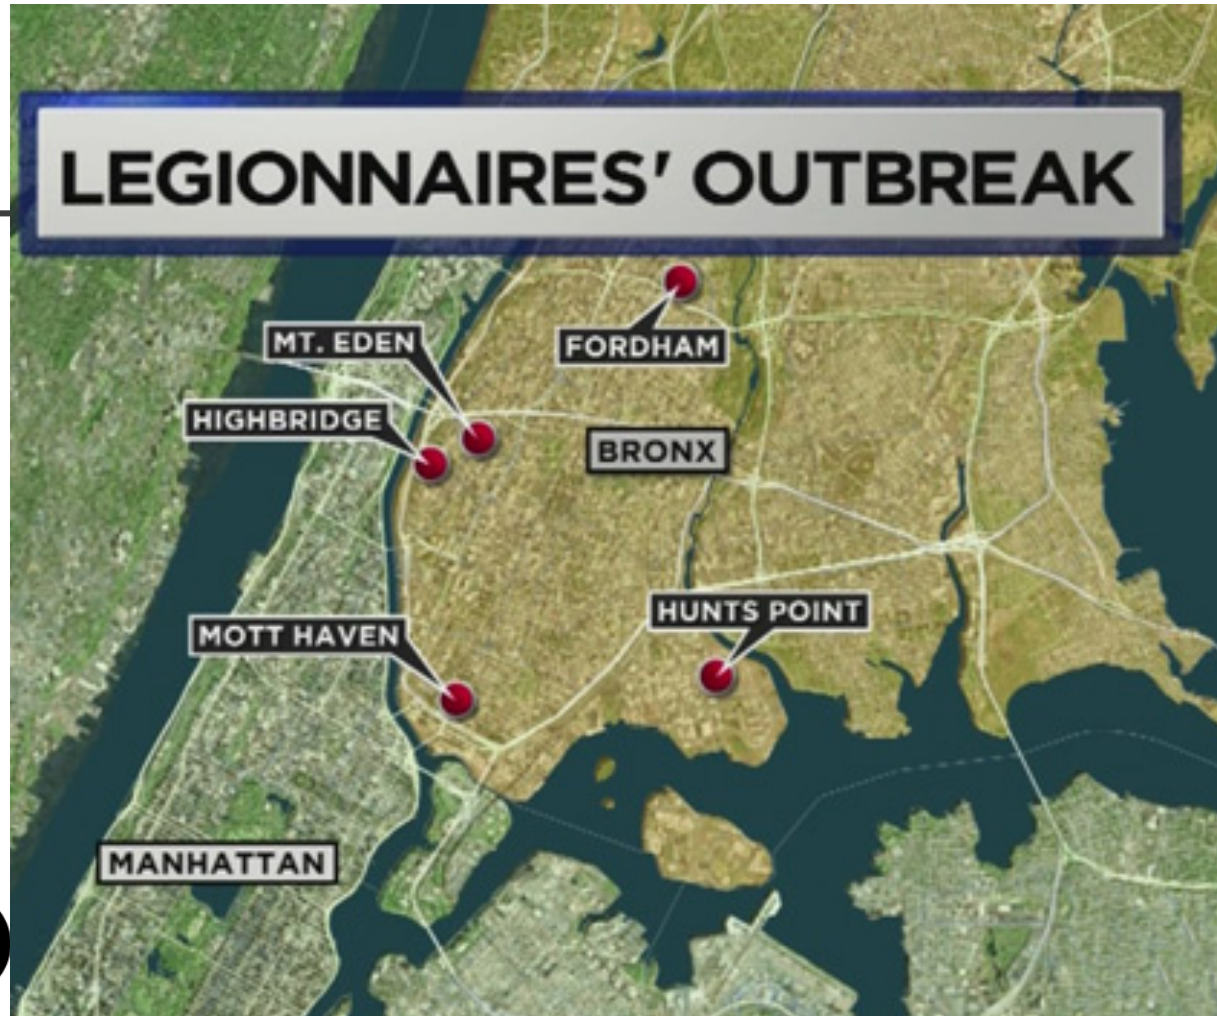 LEGIONNAIRES' OUTBREAK
MT. EDEN
FORDHAM
HIGHBRIDGE
BRONX
HUNTS POINT
MOTT HAVEN
MANHATTAN